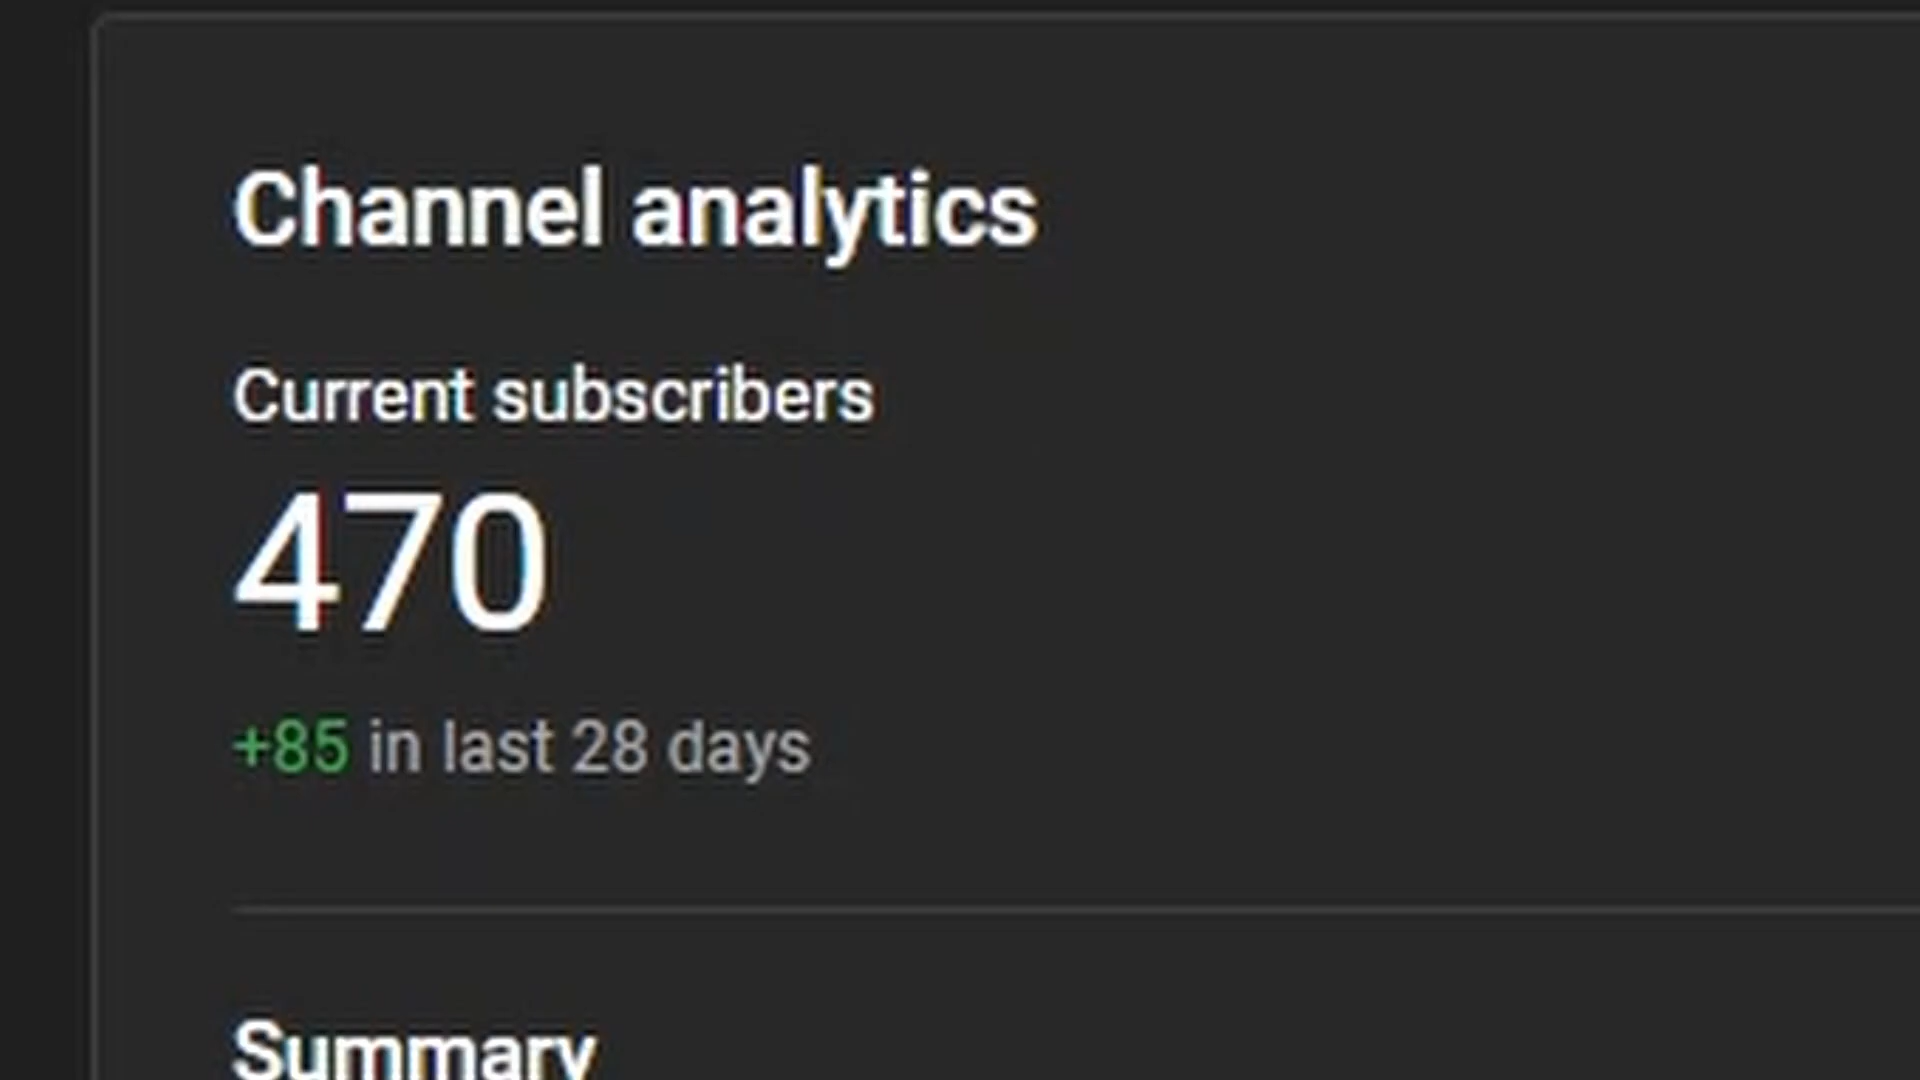 Channel analytics
Current subscribers
470
+85 in last 28 days
Summary